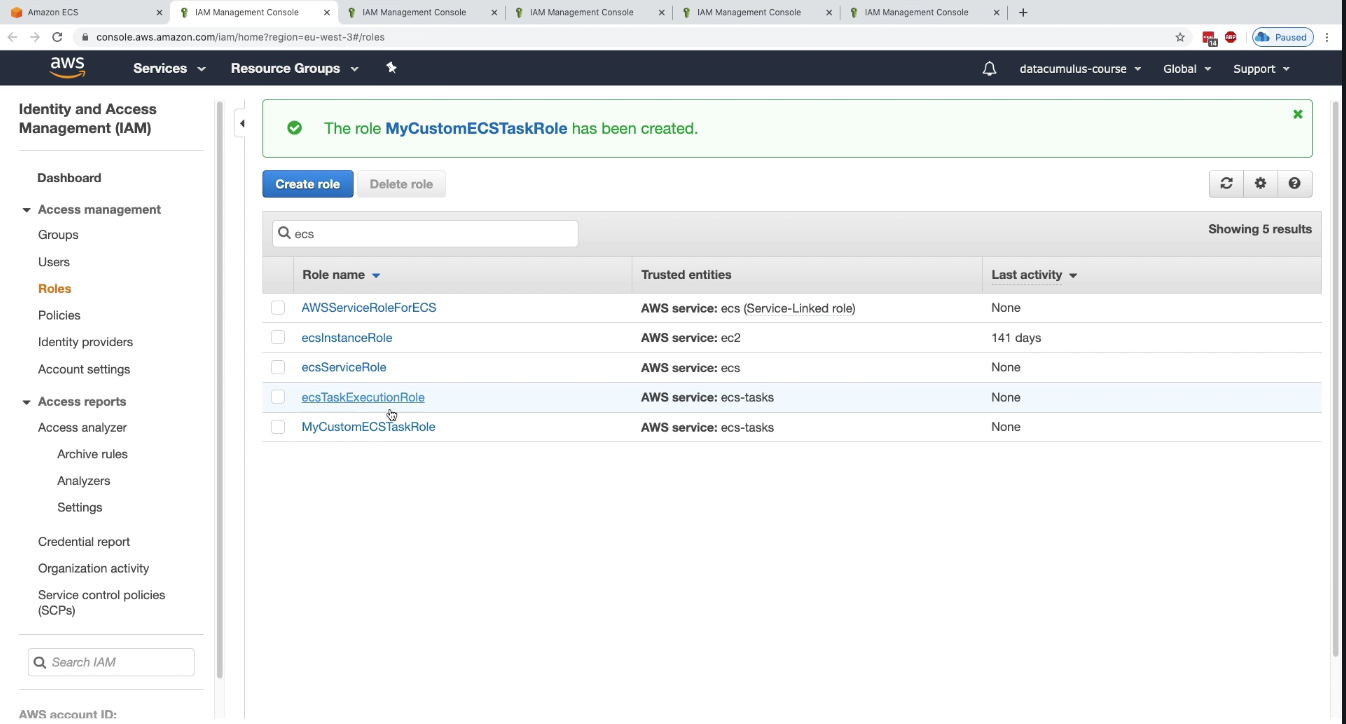 Amazon ECS
IAM Management Console
IAM Management Console
IAM Management Console
IAM Management Console
IAM Management Console
console.aws.amazon.com/iam/home?region=eu-west-3#/roles
14
ABP
Paused
aws
Services
Resource Groups
datacumulus-course
Global
Support
Identity and Access
Management (IAM)
Dashboard
Access management
Groups
Users
Roles
Policies
Identity providers
Account settings
Access reports
Access analyzer
Archive rules
Analyzers
Settings
Credential report
Organization activity
Service control policies
(SCPs)
Search IAM
AWS account ID:
The role MyCustomECSTaskRole has been created.
Create role
Delete role
ecs
Showing 5 results
Role name Trusted entities Last activity
AWSServiceRoleForECS AWS service: ecs (Service-Linked role) None
ecsInstanceRole AWS service: ec2 141 days
ecsServiceRole AWS service: ecs None
ecsTaskExecutionRole AWS service: ecs-tasks None
MyCustomECSTaskRole AWS service: ecs-tasks None